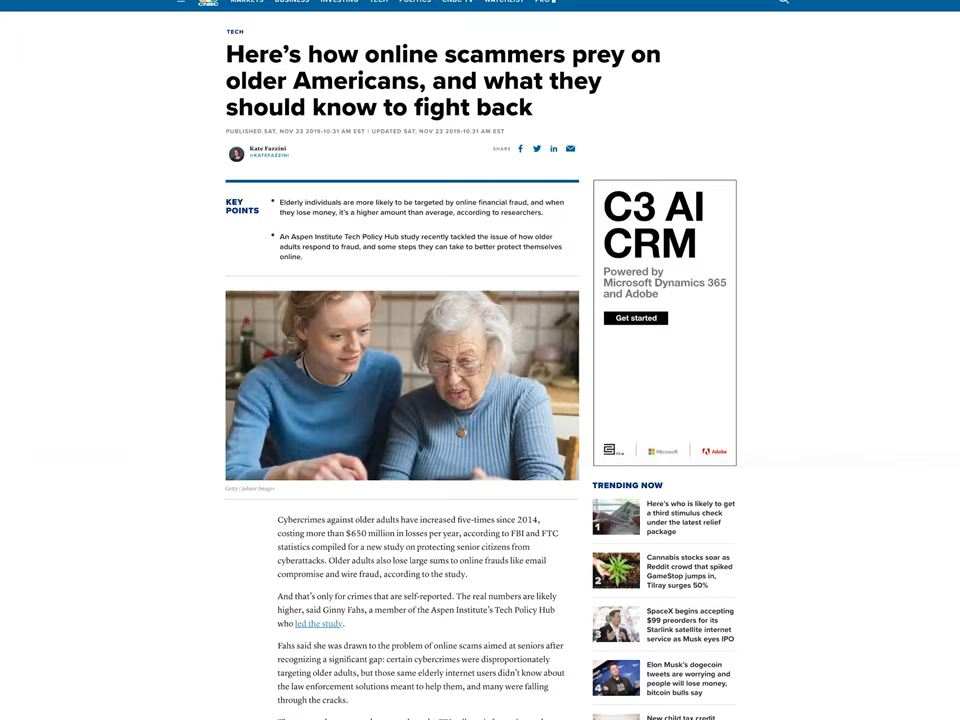 CNBC
MARKETS BUSINESS INVESTING TECH POLITICS CNBC TV WATCHLIST PRO
TECH
Here’s how online scammers prey on
older Americans, and what they
should know to fight back
PUBLISHED SAT, NOV 23 2019•10:31 AM EST | UPDATED SAT, NOV 23 2019•10:31 AM EST
Kate Fazzini
@KATEFAZZINI
SHARE
KEY
POINTS
• Elderly individuals are more likely to be targeted by online financial fraud, and when
they lose money, it’s a higher amount than average, according to researchers.
• An Aspen Institute Tech Policy Hub study recently tackled the issue of how older
adults respond to fraud, and some steps they can take to better protect themselves
online.
Getty | Johner Images
Cybercrimes against older adults have increased five-times since 2014,
costing more than $650 million in losses per year, according to FBI and FTC
statistics compiled for a new study on protecting senior citizens from
cyberattacks. Older adults also lose large sums to online frauds like email
compromise and wire fraud, according to the study.
And that’s only for crimes that are self-reported. The real numbers are likely
higher, said Ginny Fahs, a member of the Aspen Institute’s Tech Policy Hub
who led the study.
Fahs said she was drawn to the problem of online scams aimed at seniors after
recognizing a significant gap: certain cybercrimes were disproportionately
targeting older adults, but those same elderly internet users didn’t know about
the law enforcement solutions meant to help them, and many were falling
through the cracks.
C3 AI
CRM
Powered by
Microsoft Dynamics 365
and Adobe
Get started
Microsoft
Adobe
TRENDING NOW
1
Here’s who is likely to get
a third stimulus check
under the latest relief
package
2
Cannabis stocks soar as
Reddit crowd that spiked
GameStop jumps in,
Tilray surges 50%
3
SpaceX begins accepting
$99 preorders for its
Starlink satellite internet
service as Musk eyes IPO
4
Elon Musk’s dogecoin
tweets are worrying and
people will lose money,
bitcoin bulls say
New child tax credit